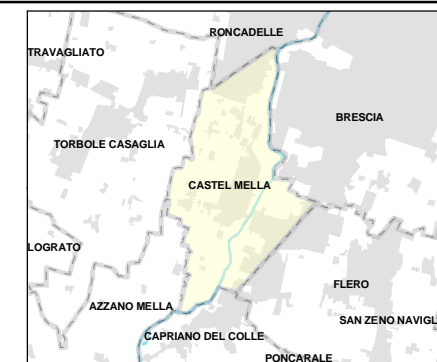 RONCADELLE
TRAVAGLIATO
BRESCIA
TORBOLE CASAGLIA
CASTEL MELLA
LOGRATO
FLERO
AZZANO MELLA
SAN ZENO NAVIGL
CAPRIANO DEL COLLE
PONCARALE